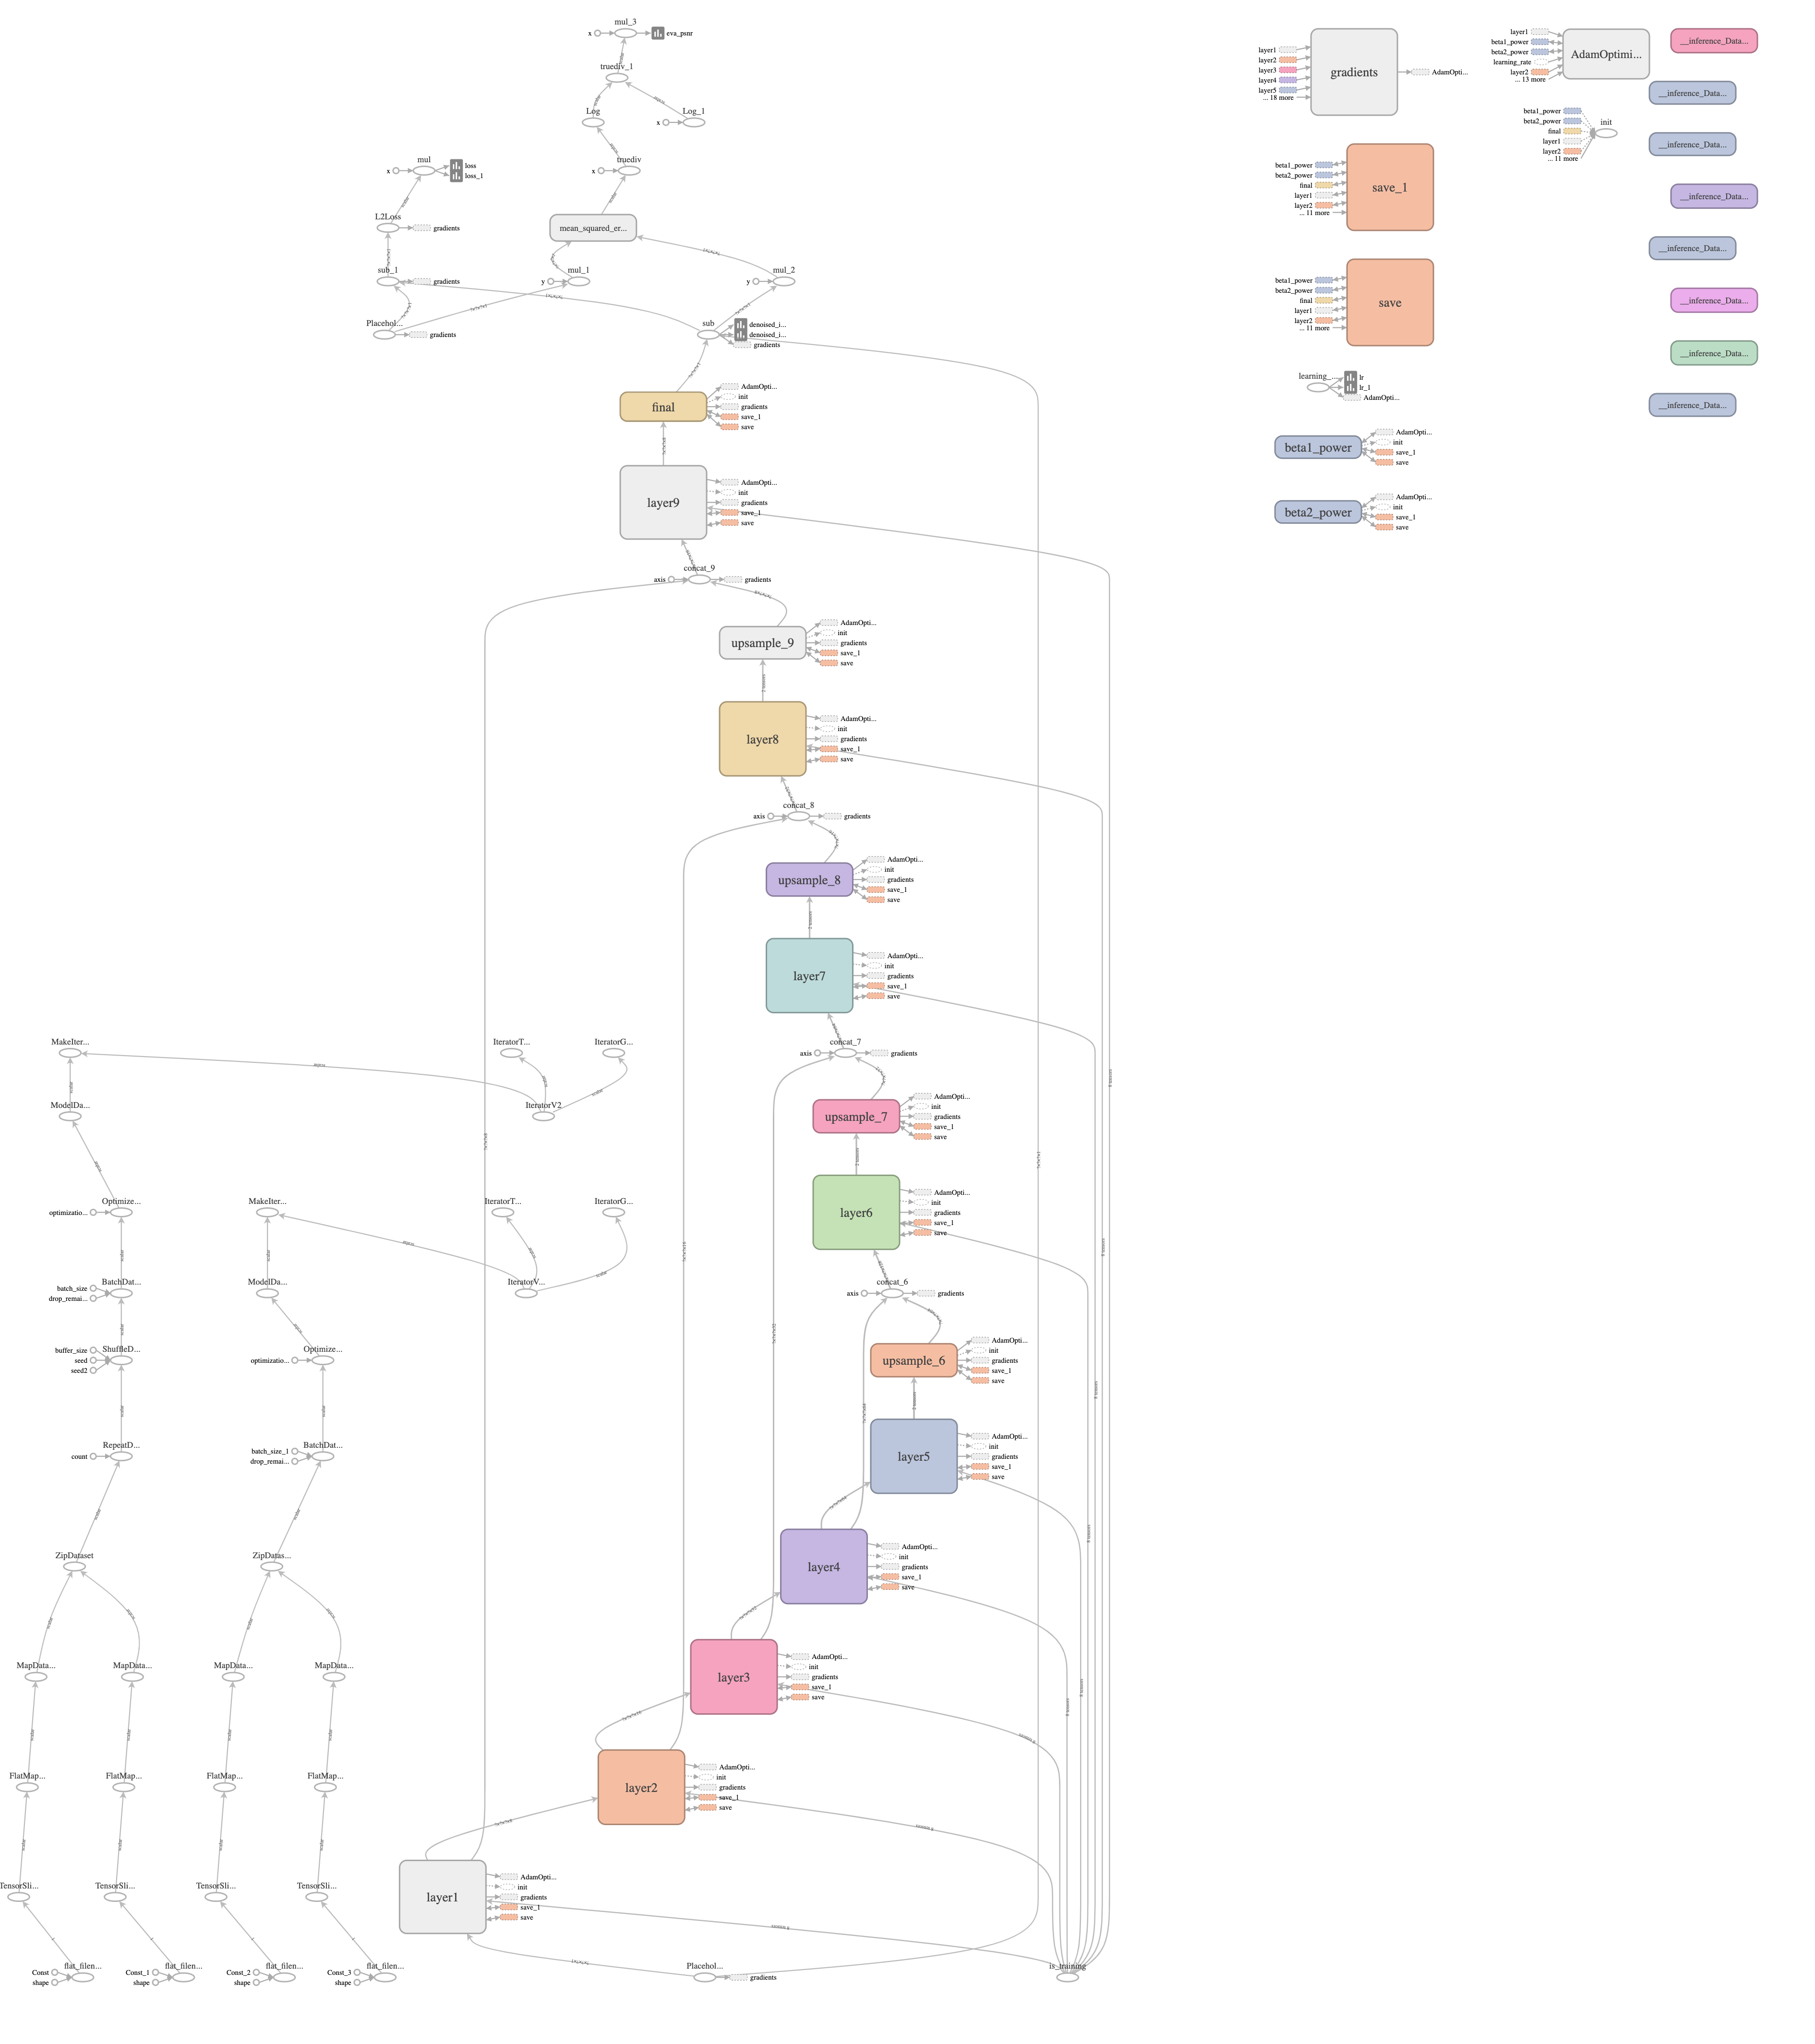 mul_3
x
eva_psnr
truediv_1
Log
Log_1
x
mul
x
loss
loss_1
truediv
x
L2Loss
gradients
mean_squared_er...
sub_1
gradients
y
mul_1
y
mul_2
Placehol...
gradients
sub
denoised_i...
denoised_i...
gradients
final
AdamOpti...
init
gradients
save_1
save
layer9
AdamOpti...
init
gradients
save_1
save
concat_9
axis
gradients
upsample_9
AdamOpti...
init
gradients
save_1
save
layer8
AdamOpti...
init
gradients
save_1
save
concat_8
axis
gradients
upsample_8
AdamOpti...
init
gradients
save_1
save
layer7
AdamOpti...
init
gradients
save_1
save
concat_7
axis
gradients
upsample_7
AdamOpti...
init
gradients
save_1
save
layer6
AdamOpti...
init
gradients
save_1
save
concat_6
axis
gradients
upsample_6
AdamOpti...
init
gradients
save_1
save
layer5
AdamOpti...
init
gradients
save_1
save
layer4
AdamOpti...
init
gradients
save_1
save
layer3
AdamOpti...
init
gradients
save_1
save
layer2
AdamOpti...
init
gradients
save_1
save
layer1
AdamOpti...
init
gradients
save_1
save
Placehol...
gradients
is_training
MakeIter...
IteratorT...
IteratorG...
ModelDa...
IteratorV2
Optimize...
optimizatio...
MakeIter...
IteratorT...
IteratorG...
BatchDat...
batch_size
drop_remai...
ModelDa...
IteratorV...
ShuffleD...
buffer_size
seed
seed2
Optimize...
optimizatio...
RepeatD...
count
BatchDat...
batch_size_1
drop_remai...
ZipDataset
ZipDatas...
MapData...
MapData...
MapData...
MapData...
FlatMap...
FlatMap...
FlatMap...
FlatMap...
TensorSli...
TensorSli...
TensorSli...
TensorSli...
flat_filen...
Const
shape
flat_filen...
Const_1
shape
flat_filen...
Const_2
shape
flat_filen...
Const_3
shape
gradients
layer1
layer2
layer3
layer4
layer5
... 18 more
AdamOpti...
save_1
beta1_power
beta2_power
final
layer1
layer2
... 11 more
save
beta1_power
beta2_power
final
layer1
layer2
... 11 more
learning_...
lr
lr_1
AdamOpti...
beta1_power
AdamOpti...
init
save_1
save
beta2_power
AdamOpti...
init
save_1
save
AdamOptimi...
layer1
beta1_power
beta2_power
learning_rate
layer2
... 13 more
init
beta1_power
beta2_power
final
layer1
layer2
... 11 more
__inference_Data...
__inference_Data...
__inference_Data...
__inference_Data...
__inference_Data...
__inference_Data...
__inference_Data...
__inference_Data...